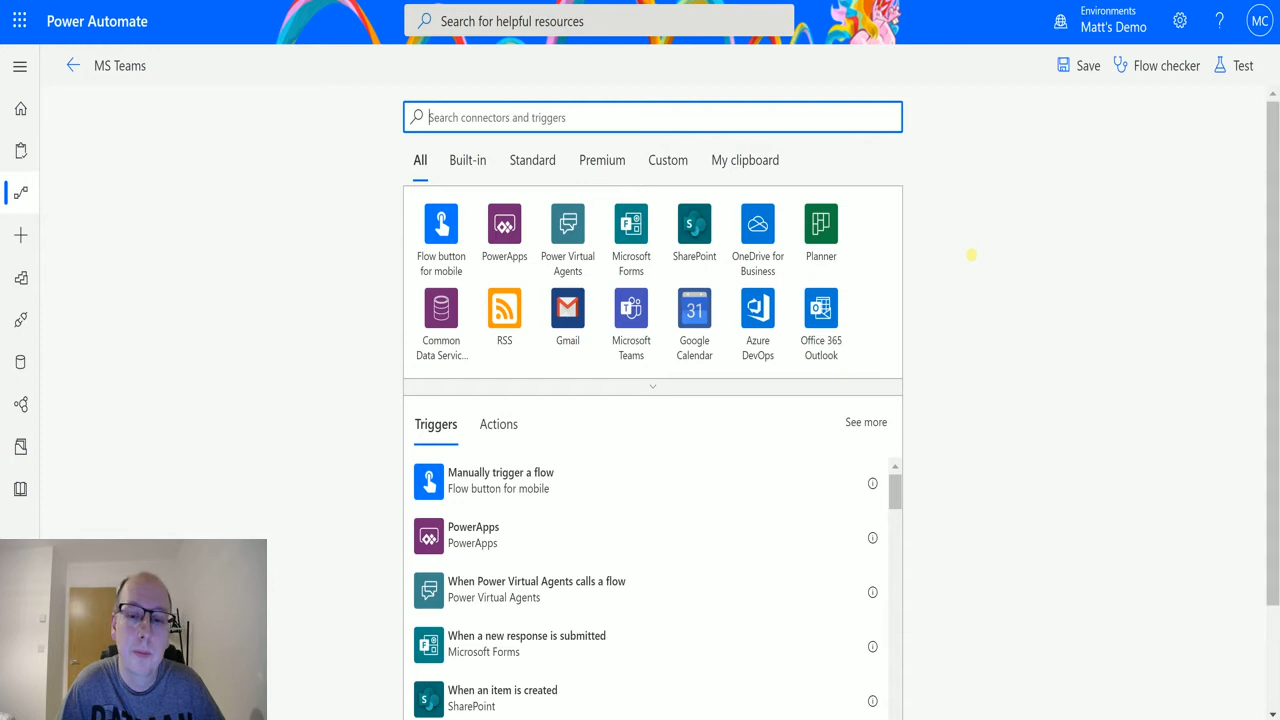 Power Automate
Search for helpful resources
Environments
Matt's Demo
MC
MS Teams
Save
Flow checker
Test
Search connectors and triggers
All
Built-in
Standard
Premium
Custom
My clipboard
Flow button for mobile
PowerApps
Power Virtual Agents
Microsoft Forms
SharePoint
OneDrive for Business
Planner
Common Data Servic...
RSS
Gmail
Microsoft Teams
31
Google Calendar
Azure DevOps
Office 365 Outlook
Triggers
Actions
See more
Manually trigger a flow
Flow button for mobile
PowerApps
PowerApps
When Power Virtual Agents calls a flow
Power Virtual Agents
When a new response is submitted
Microsoft Forms
When an item is created
SharePoint